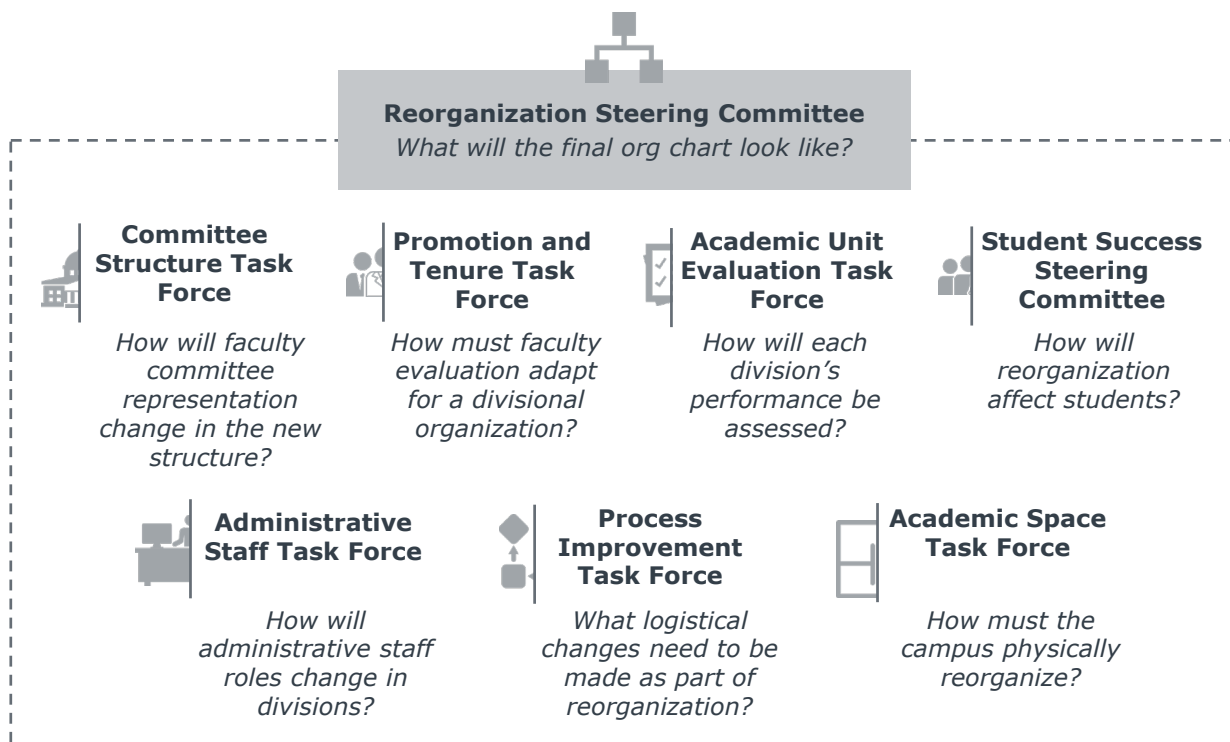 Reorganization Steering Committee
What will the final org chart look like?
Committee
Structure Task
Force
How will faculty
committee
representation
change in the new
structure?
Promotion and
Tenure Task
Force
How must faculty
evaluation adapt
for a divisional
organization?
Academic Unit
Evaluation Task
Force
How will each
division’s
performance be
assessed?
Student Success
Steering
Committee
How will
reorganization
affect students?
Administrative
Staff Task Force
How will
administrative staff
roles change in
divisions?
Process
Improvement
Task Force
What logistical
changes need to be
made as part of
reorganization?
Academic Space
Task Force
How must the
campus physically
reorganize?